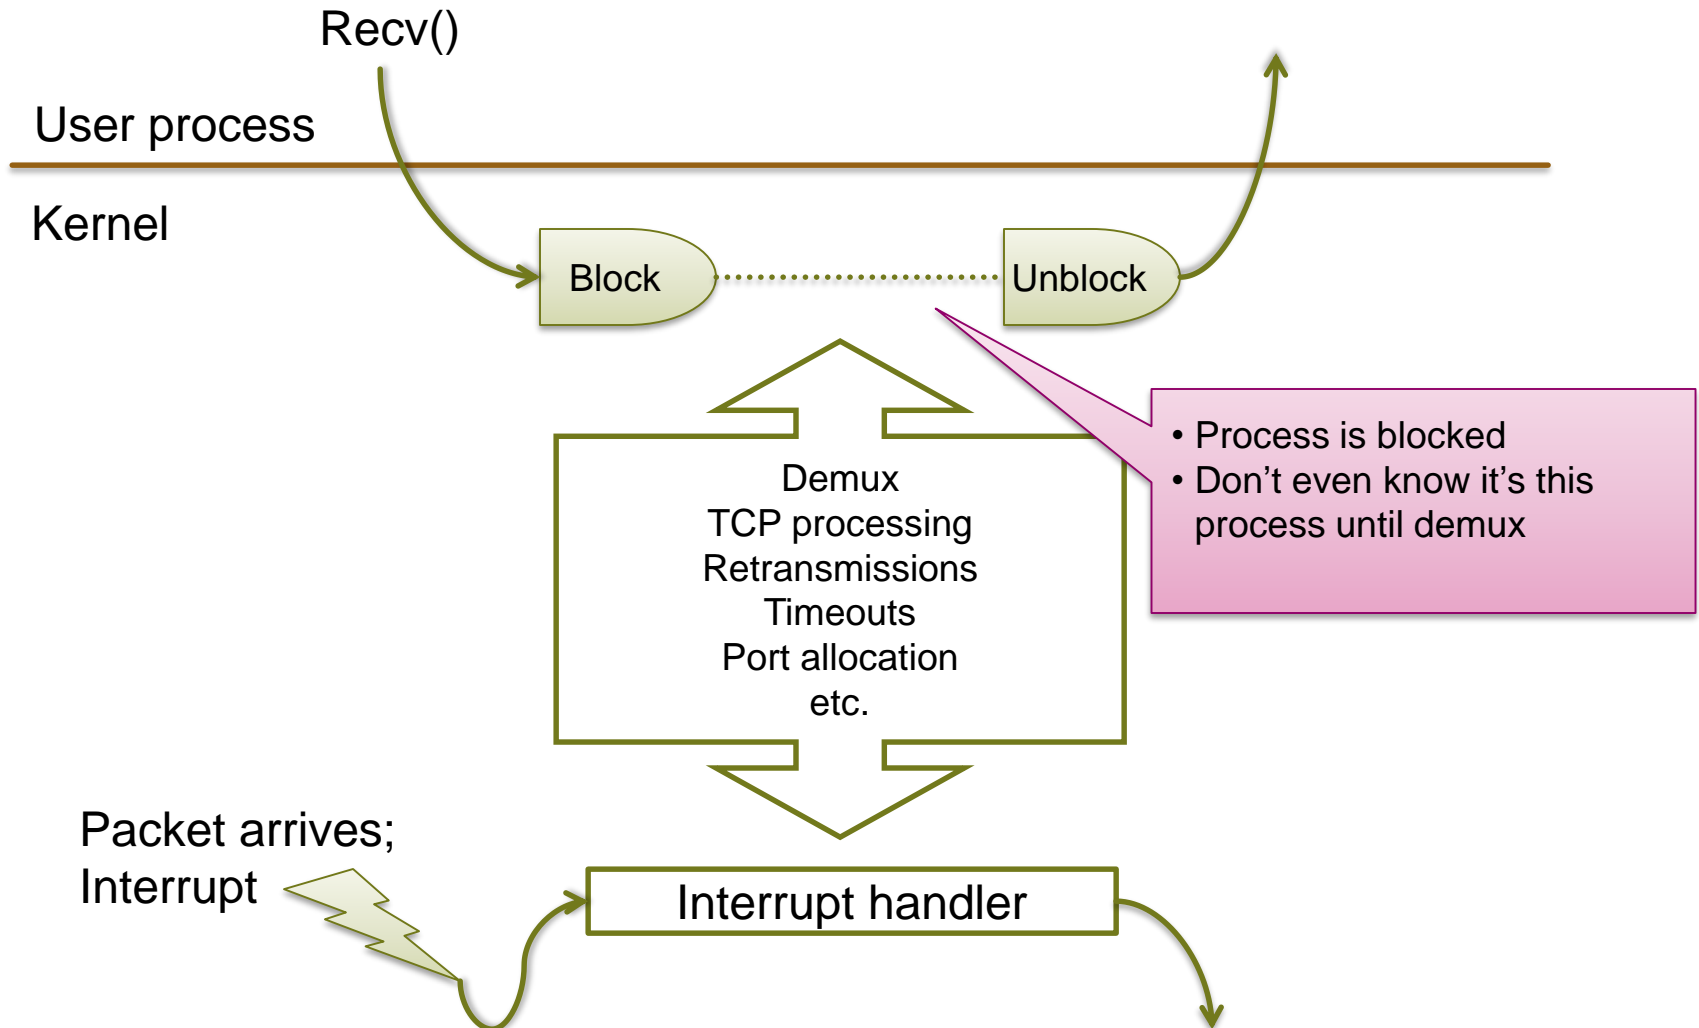 Recv()
User process
Kernel
Block
Unblock
• Process is blocked
• Don’t even know it’s this
process until demux
Demux
TCP processing
Retransmissions
Timeouts
Port allocation
etc.
Packet arrives;
Interrupt
Interrupt handler